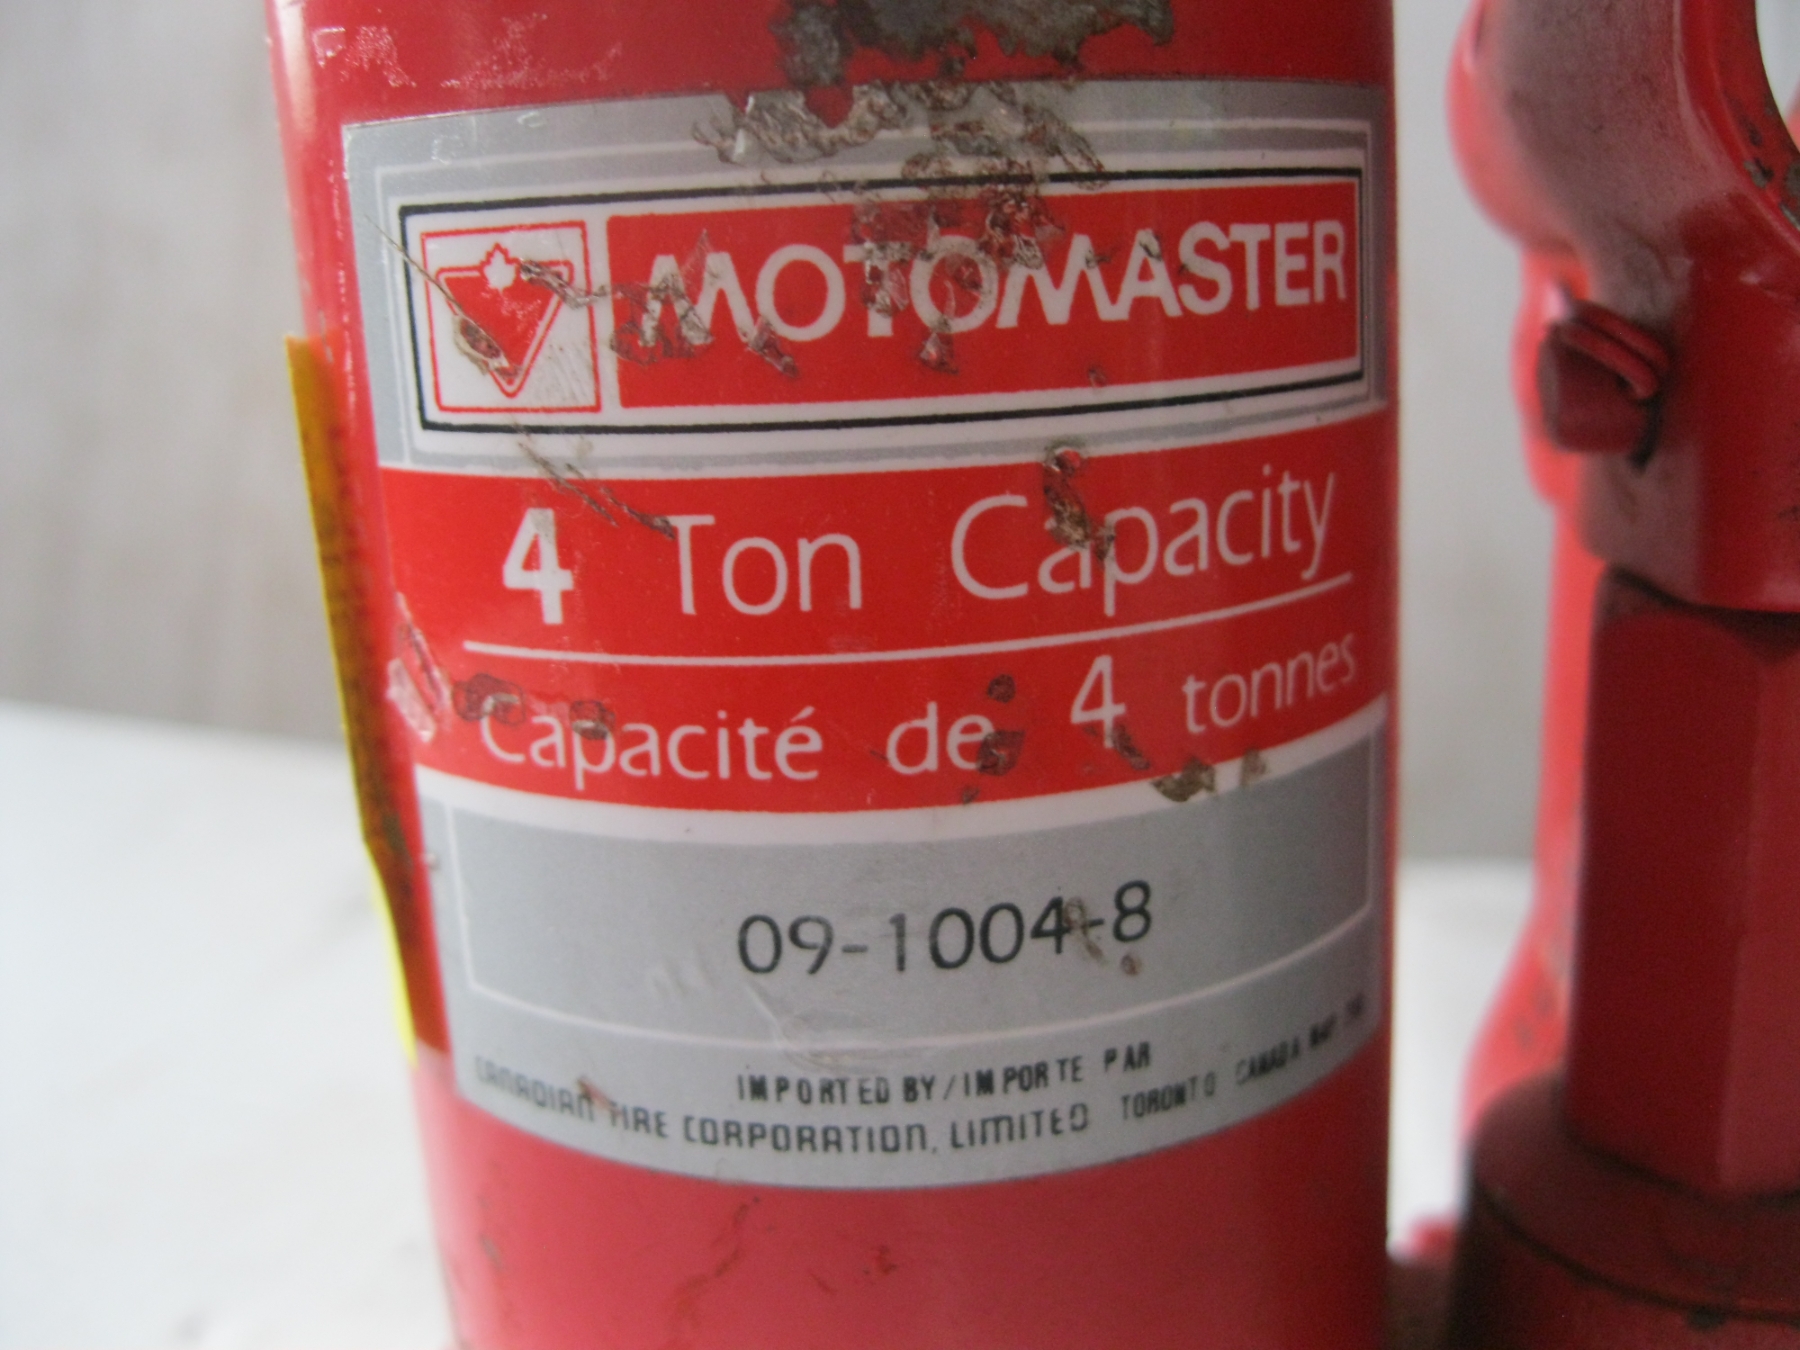 MOTOMASTER
4 Ton Capacity
Capacité de 4 tonnes
09-1004-8
IMPORTED BY/IMPORTE PAR
CANADIAN TIRE CORPORATION, LIMITED TORONTO CANADA